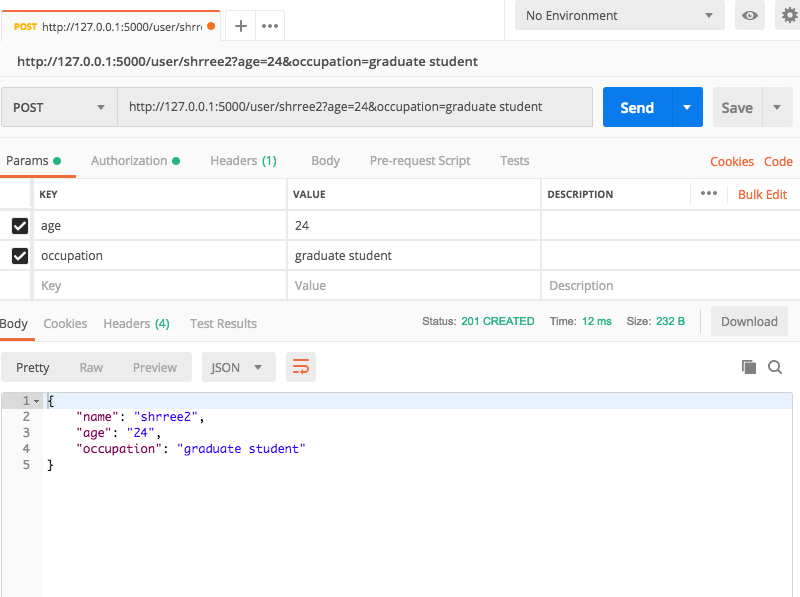 POST http://127.0.0.1:5000/user/shrr
No Environment
http://127.0.0.1:5000/user/shrree2?age=24&occupation=graduate student
POST http://127.0.0.1:5000/user/shrree2?age=24&occupation=graduate student Send Save
Params Authorization Headers (1) Body Pre-request Script Tests Cookies Code
KEY VALUE DESCRIPTION ••• Bulk Edit
age 24
occupation graduate student
Key Value Description
Body Cookies Headers (4) Test Results Status: 201 CREATED Time: 12 ms Size: 232 B Download
Pretty Raw Preview JSON
1 {
2 "name": "shrree2",
3 "age": "24",
4 "occupation": "graduate student"
5 }